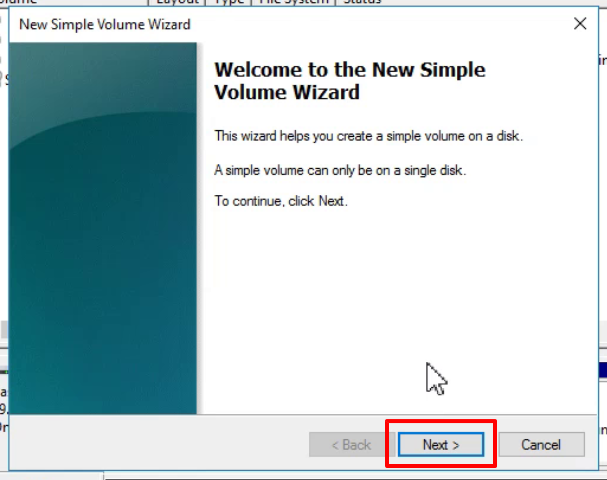 Layout Type File System Status
New Simple Volume Wizard
Welcome to the New Simple
Volume Wizard
This wizard helps you create a simple volume on a disk.
A simple volume can only be on a single disk.
To continue, click Next.
< Back Next > Cancel